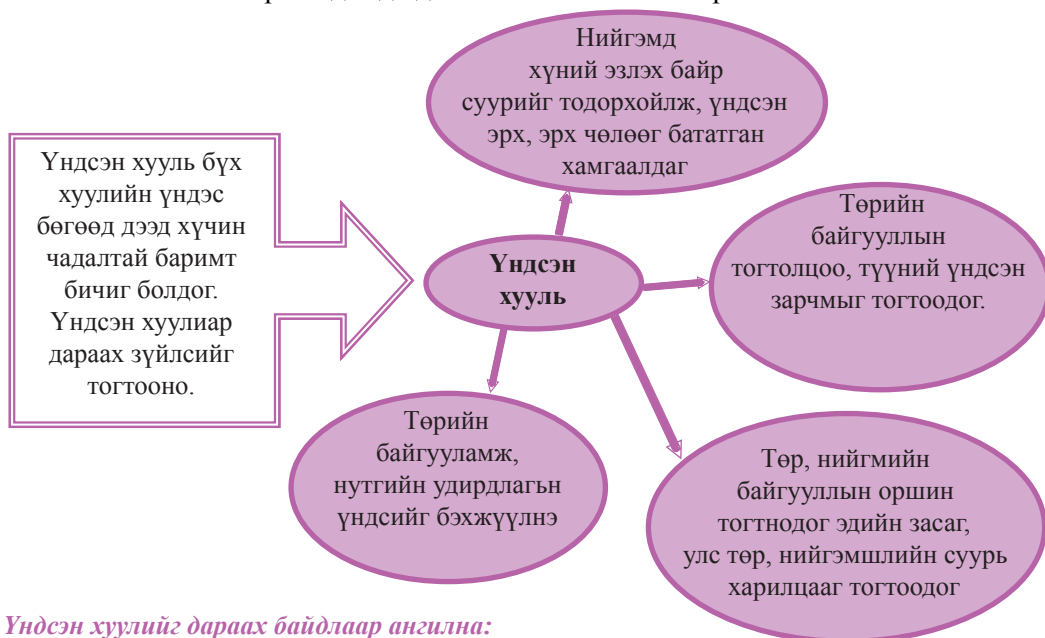 Нийгэмд
хүний эзлэх байр
суурийг тодорхойлж, үндсэн
эрх, эрх чөлөөг бататган
хамгаалдаг
Үндсэн хууль бүх
хуулийн үндэс
бөгөөд дээд хүчин
чадалтай баримт
бичиг болдог.
Үндсэн хуулиар
дараах зүйлсийг
тогтооно.
Үндсэн
хууль
Төрийн
байгууллын
тогтолцоо, түүний үндсэн
зарчмыг тогтоодог.
Төрийн
байгууламж,
нутгийн удирдлагьн
үндсийг бэхжүүлнэ
Төр, нийгмийн
байгууллын оршин
тогтнодог эдийн засаг,
улс төр, нийгэмшлийн суурь
харилцааг тогтоодог
Үндсэн хуулийг дараах байдлаар ангилна: